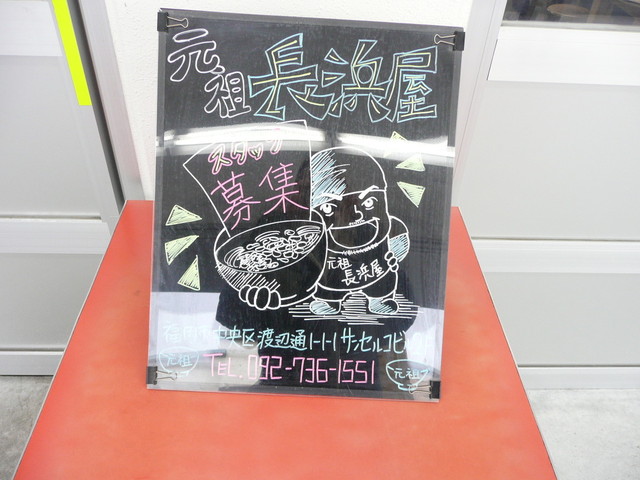 元祖 長浜屋
スタッフ
募集
元祖
長浜屋
福岡市中央区渡辺通1-1-1サンセルコビル
TEL.092-736-1551
元祖
元祖